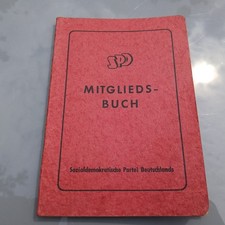 SPD
MITGLIEDS-
BUCH
Sozialdemokratische Partei Deutschlands